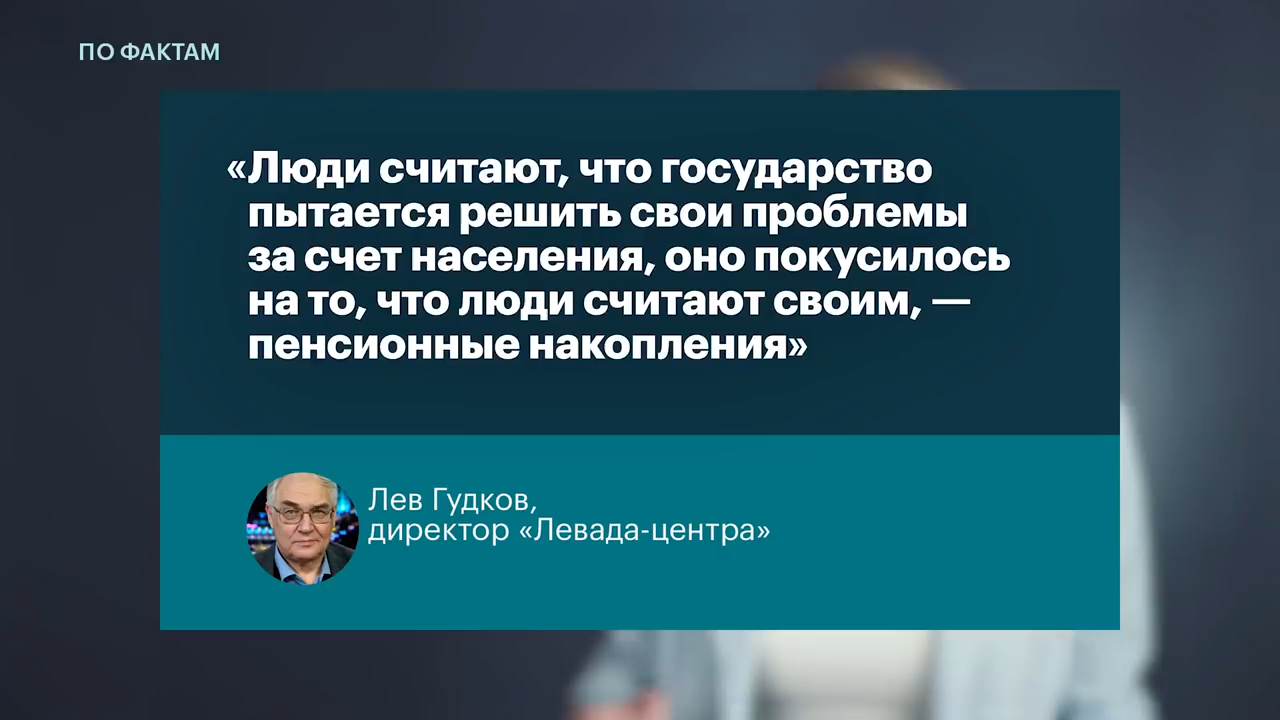 ПО ФАКТАМ
«Люди считают, что государство
пытается решить свои проблемы
за счет населения, оно покусилось
на то, что люди считают своим, —
пенсионные накопления»
Лев Гудков,
директор «Левада-центра»